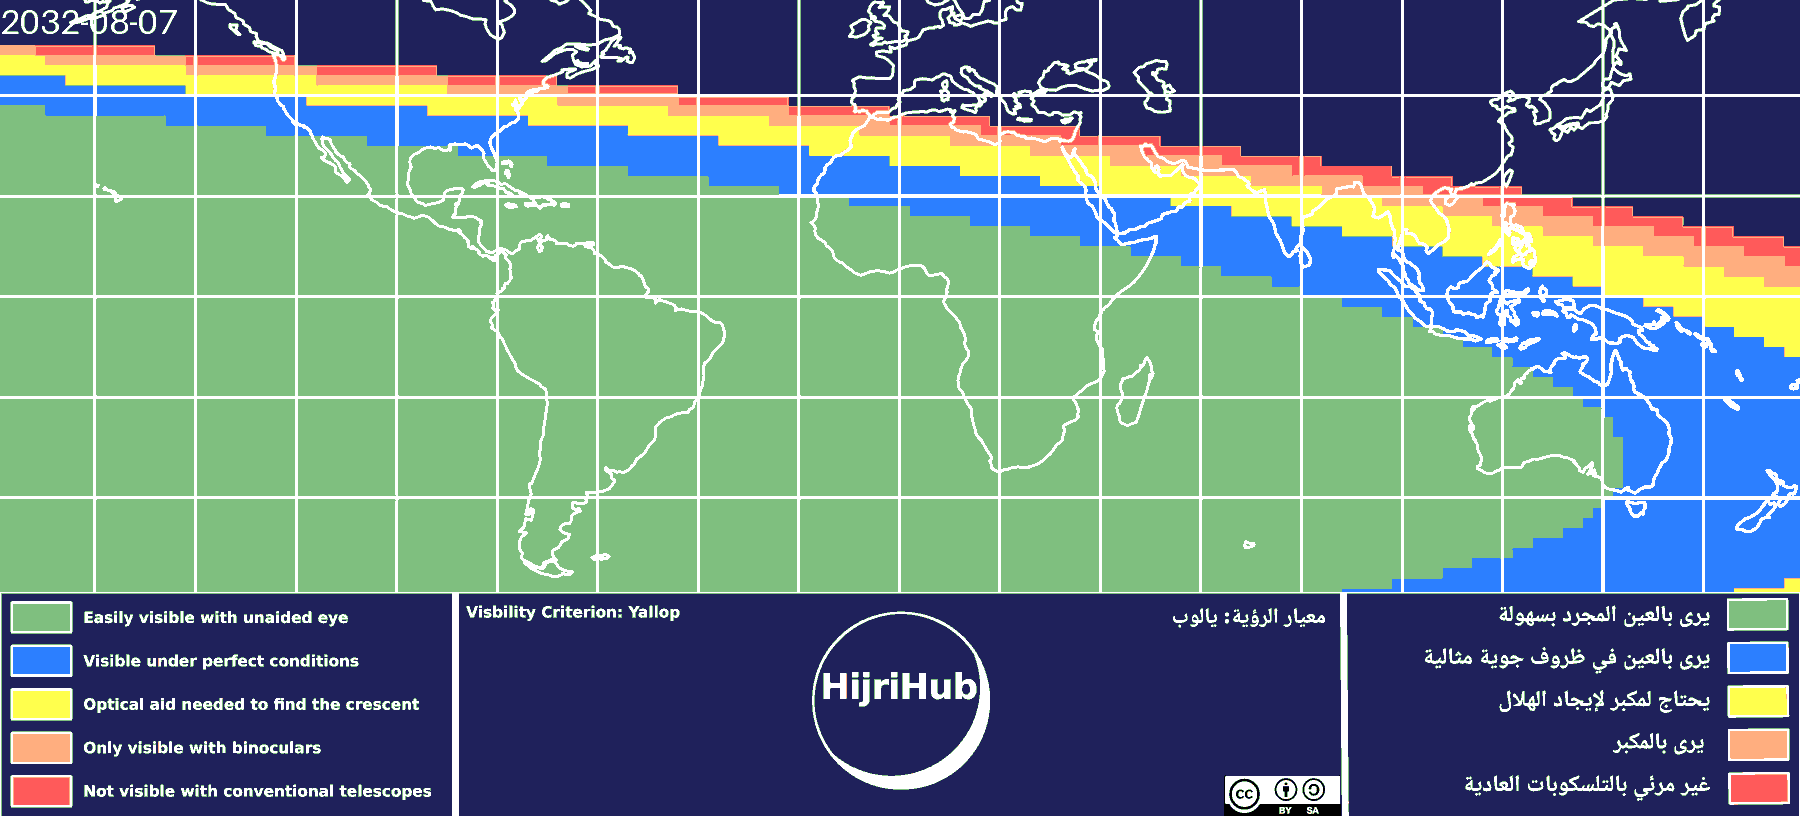 2032-08-07
Easily visible with unaided eye
Visible under perfect conditions
Optical aid needed to find the crescent
Only visible with binoculars
Not visible with conventional telescopes
Visbility Criterion: Yallop
معيار الرؤية: يالوب
HijriHub
cc
BY SA
يرى بالعين المجرد بسهولة
يرى بالعين في ظروف جوية مثالية
يحتاج لمكبر لإيجاد الهلال
يرى بالمكبر
غير مرئي بالتلسكوبات العادية